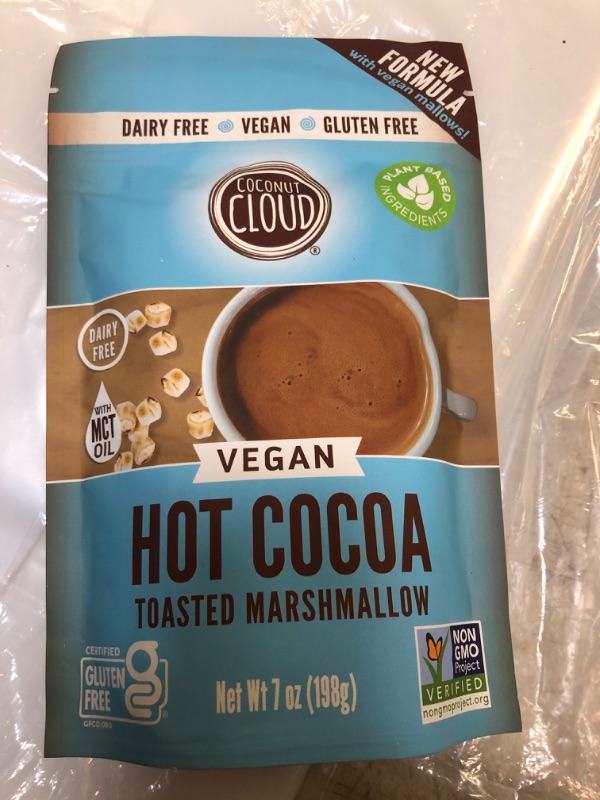 NEW
FORMULA
with vegan mallows!
DAIRY FREE VEGAN GLUTEN FREE
COCONUT
CLOUD
®
PLANT BASED
INGREDIENTS
DAIRY
FREE
WITH
MCT
OIL
VEGAN
HOT COCOA
TOASTED MARSHMALLOW
CERTIFIED
GLUTEN
FREE
g
GFCO.ORG
Net Wt 7 oz (198g)
NON
GMO
Project
VERIFIED
nongmoproject.org